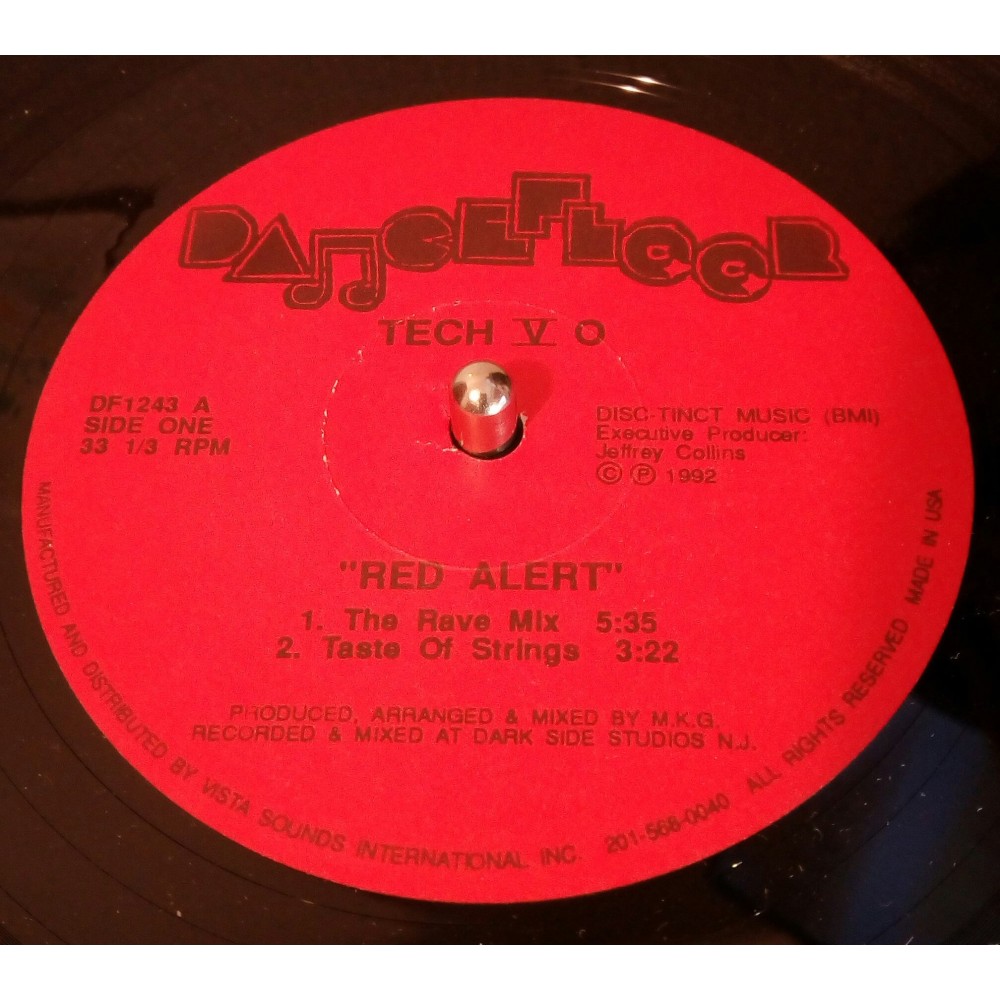 DANCEFLOOR
TECH V O
DF1243 A
SIDE ONE
33 1/3 RPM
DISC-TINCT MUSIC (BMI)
Executive Producer:
Jeffrey Collins
© ℗ 1992
"RED ALERT"
1. The Rave Mix 5:35
2. Taste Of Strings 3:22
PRODUCED, ARRANGED & MIXED BY M.K.G.
RECORDED & MIXED AT DARK SIDE STUDIOS N.J.
MANUFACTURED AND DISTRIBUTED BY VISTA SOUNDS INTERNATIONAL INC. 201-568-0040 ALL RIGHTS RESERVED MADE IN USA